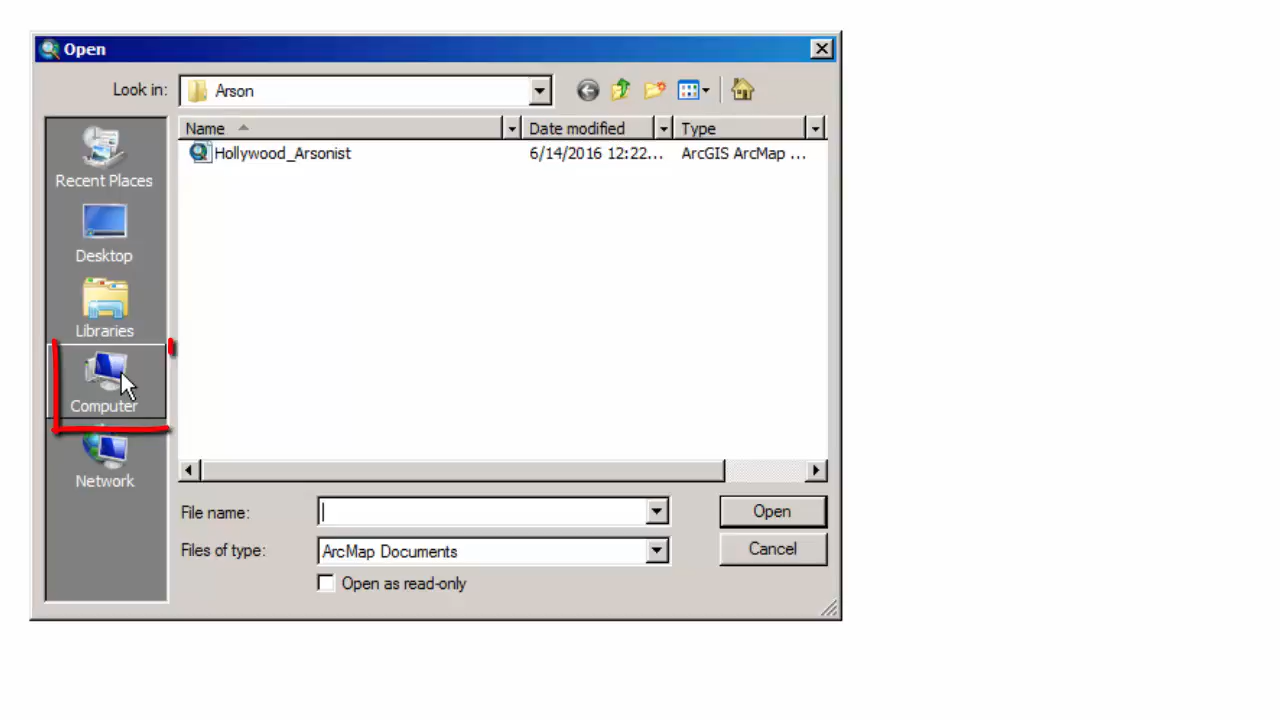 Open
Look in: Arson
Name Date modified Type
Hollywood_Arsonist 6/14/2016 12:22... ArcGIS ArcMap ...
Recent Places
Desktop
Libraries
Computer
Network
File name: Open
Files of type: ArcMap Documents Cancel
Open as read-only